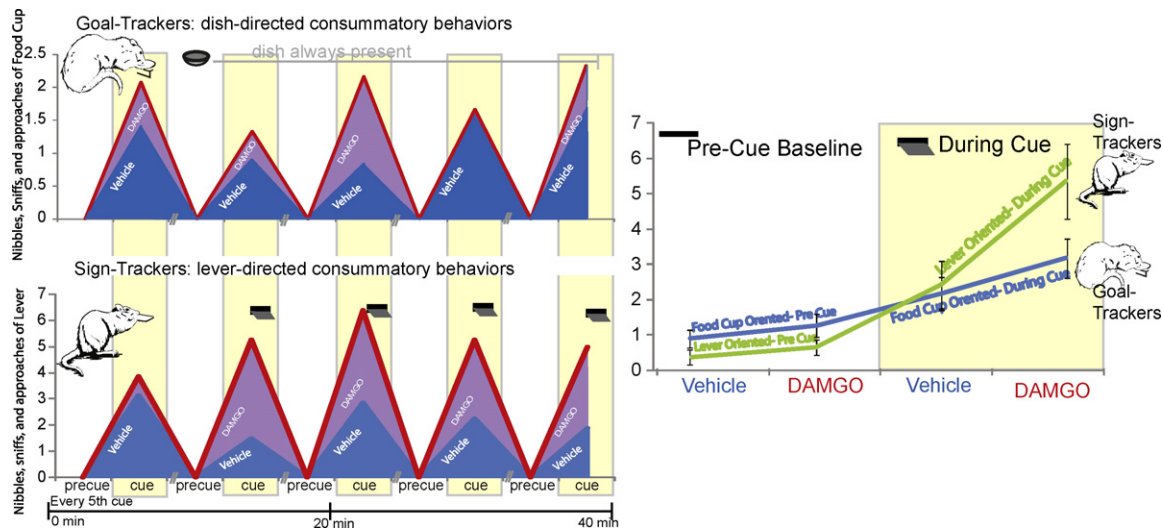 Goal-Trackers: dish-directed consummatory behaviors
Nibbles, Sniffs, and approaches of Food Cup
dish always present
2.5
2
1.5
1
0.5
0
DAMGO
Vehicle
DAMGO
Vehicle
DAMGO
Vehicle
Vehicle
DAMGO
Vehicle
//
//
//
//
Sign-Trackers: lever-directed consummatory behaviors
Nibbles, sniffs, and approaches of Lever
7
6
5
4
3
2
1
0
Vehicle
DAMGO
Vehicle
DAMGO
Vehicle
DAMGO
Vehicle
DAMGO
Vehicle
//
//
//
//
precue cue precue cue precue cue precue cue precue cue
Every 5th cue
0 min 20 min 40 min
7
6
5
4
3
2
1
0
Pre-Cue Baseline
During Cue
Sign-
Trackers
Lever Oriented- During Cue
Food Cup Orented- During Cue
Goal-
Trackers
Food Cup Orented- Pre Cue
Lever Oriented- Pre Cue
Vehicle DAMGO Vehicle DAMGO